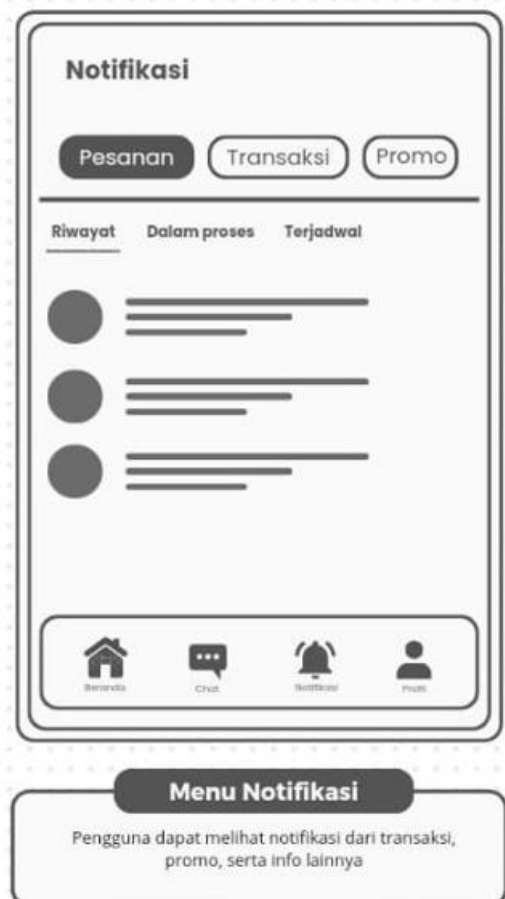 Notifikasi
Pesanan Transaksi Promo
Riwayat Dalam proses Terjadwal
Beranda Chat Notifikasi Profil
Menu Notifikasi
Pengguna dapat melihat notifikasi dari transaksi,
promo, serta info lainnya